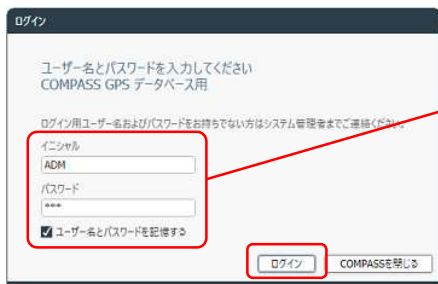 ログイン
ユーザー名とパスワードを入力してください
COMPASS GPS データベース用
ログイン用ユーザー名およびパスワードをお持ちでない方はシステム管理者までご連絡ください。
イニシャル
ADM
パスワード
***
ユーザー名とパスワードを記憶する
ログイン
COMPASSを閉じる